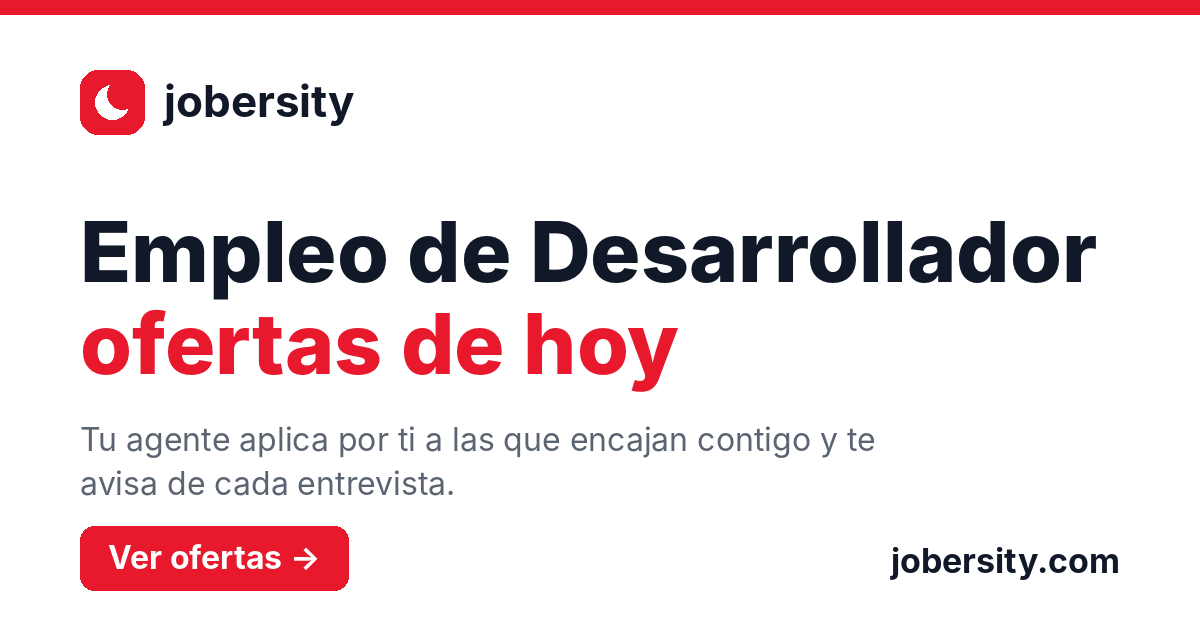 jobersity
Empleo de Desarrollador
ofertas de hoy
Tu agente aplica por ti a las que encajan contigo y te
avisa de cada entrevista.
Ver ofertas →
jobersity.com